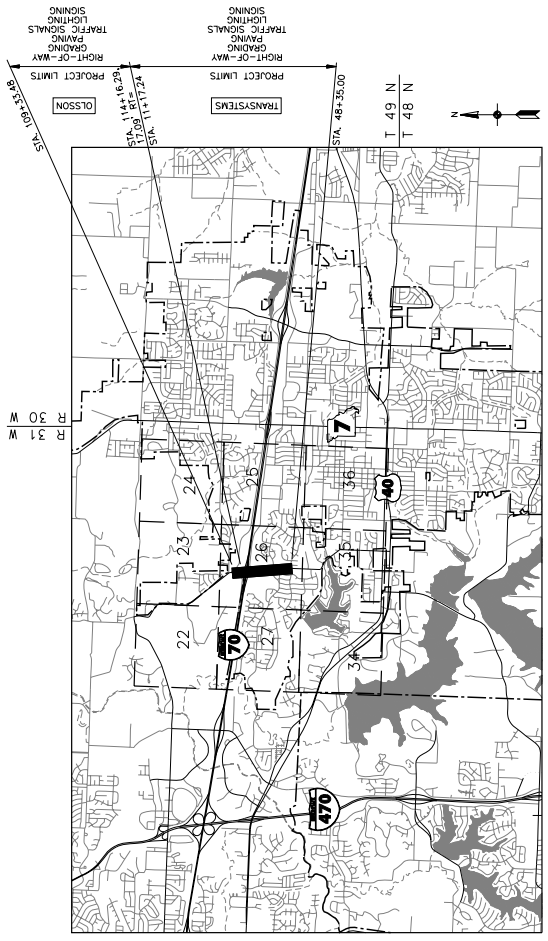 RIGHT-OF-WAY
GRADING
PAVING
TRAFFIC SIGNALS
LIGHTING
SIGNING
PROJECT LIMITS
OLSSON
STA. 109+33.48
RIGHT-OF-WAY
GRADING
PAVING
TRAFFIC SIGNALS
LIGHTING
SIGNING
PROJECT LIMITS
TRANSYSTEMS
STA. 114+16.29,
17.09' RT=
STA. 11+17.24
STA. 48+35.00
T 49 N
T 48 N
N
R 31 W
R 30 W
22
23
24
25
26
27
34
35
36
7
40
70
470